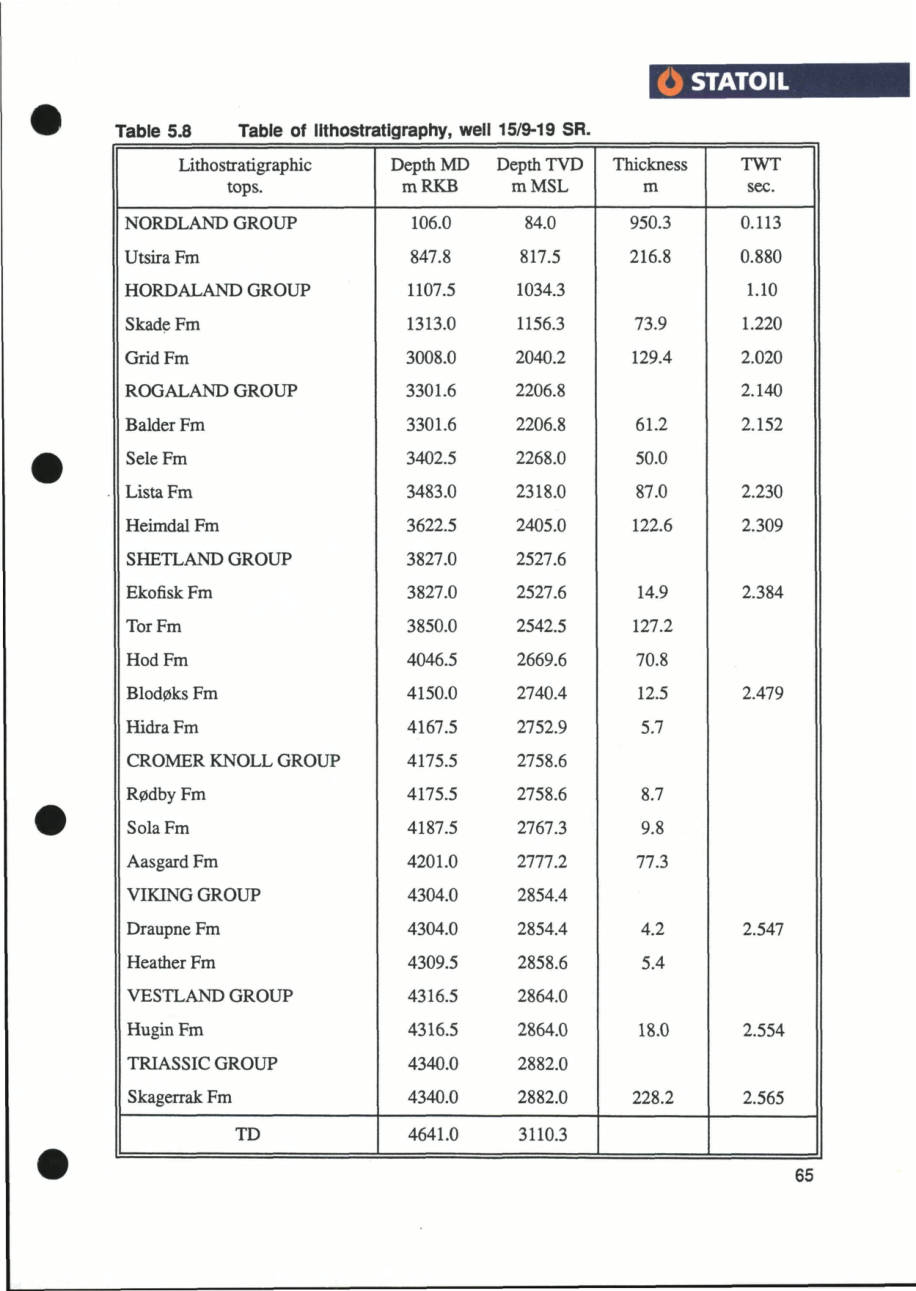 STATOIL
Table 5.8 Table of lithostratigraphy, well 15/9-19 SR.
Lithostratigraphic tops. Depth MD m RKB Depth TVD m MSL Thickness m TWT sec.
NORDLAND GROUP 106.0 84.0 950.3 0.113
Utsira Fm 847.8 817.5 216.8 0.880
HORDALAND GROUP 1107.5 1034.3 1.10
Skade Fm 1313.0 1156.3 73.9 1.220
Grid Fm 3008.0 2040.2 129.4 2.020
ROGALAND GROUP 3301.6 2206.8 2.140
Balder Fm 3301.6 2206.8 61.2 2.152
Sele Fm 3402.5 2268.0 50.0
Lista Fm 3483.0 2318.0 87.0 2.230
Heimdal Fm 3622.5 2405.0 122.6 2.309
SHETLAND GROUP 3827.0 2527.6
Ekofisk Fm 3827.0 2527.6 14.9 2.384
Tor Fm 3850.0 2542.5 127.2
Hod Fm 4046.5 2669.6 70.8
Blodøks Fm 4150.0 2740.4 12.5 2.479
Hidra Fm 4167.5 2752.9 5.7
CROMER KNOLL GROUP 4175.5 2758.6
Rødby Fm 4175.5 2758.6 8.7
Sola Fm 4187.5 2767.3 9.8
Aasgard Fm 4201.0 2777.2 77.3
VIKING GROUP 4304.0 2854.4
Draupne Fm 4304.0 2854.4 4.2 2.547
Heather Fm 4309.5 2858.6 5.4
VESTLAND GROUP 4316.5 2864.0
Hugin Fm 4316.5 2864.0 18.0 2.554
TRIASSIC GROUP 4340.0 2882.0
Skagerrak Fm 4340.0 2882.0 228.2 2.565
TD 4641.0 3110.3
65